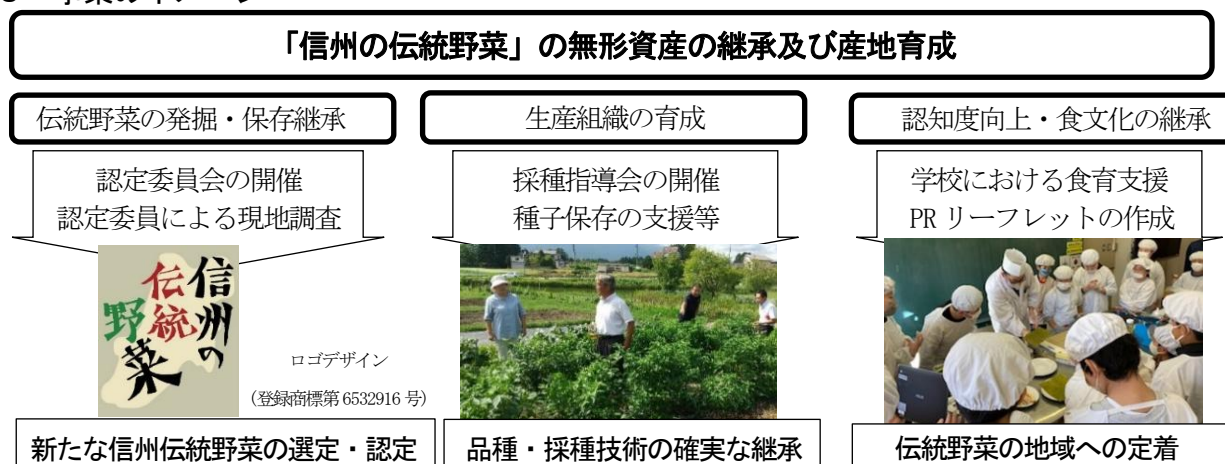 「信州の伝統野菜」の無形資産の継承及び産地育成
伝統野菜の発掘・保存継承
認定委員会の開催
認定委員による現地調査
信州の
伝統
野菜
ロゴデザイン
(登録商標第 6532916 号)
新たな信州伝統野菜の選定・認定
生産組織の育成
採種指導会の開催
種子保存の支援等
品種・採種技術の確実な継承
認知度向上・食文化の継承
学校における食育支援
PR リーフレットの作成
伝統野菜の地域への定着